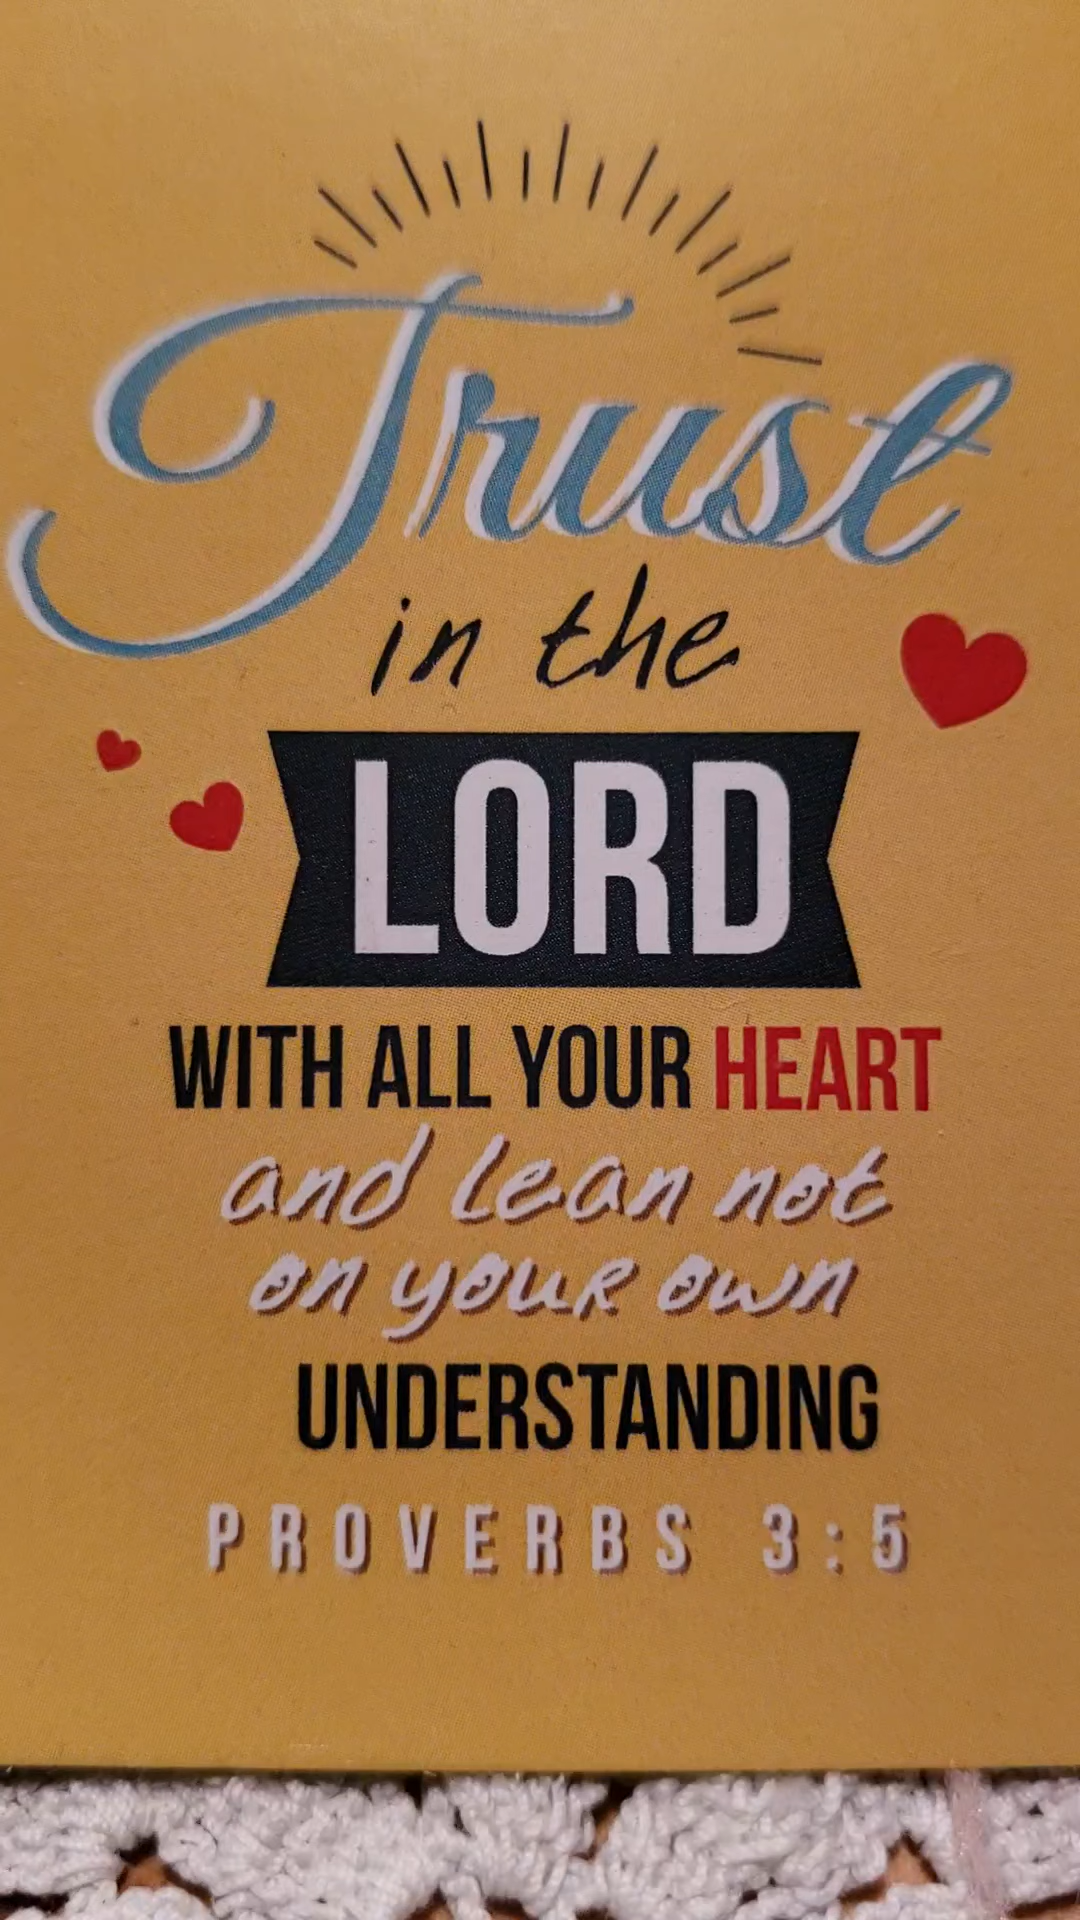 Trust
in the
LORD
WITH ALL YOUR HEART
and lean not
on your own
UNDERSTANDING
PROVERBS 3:5